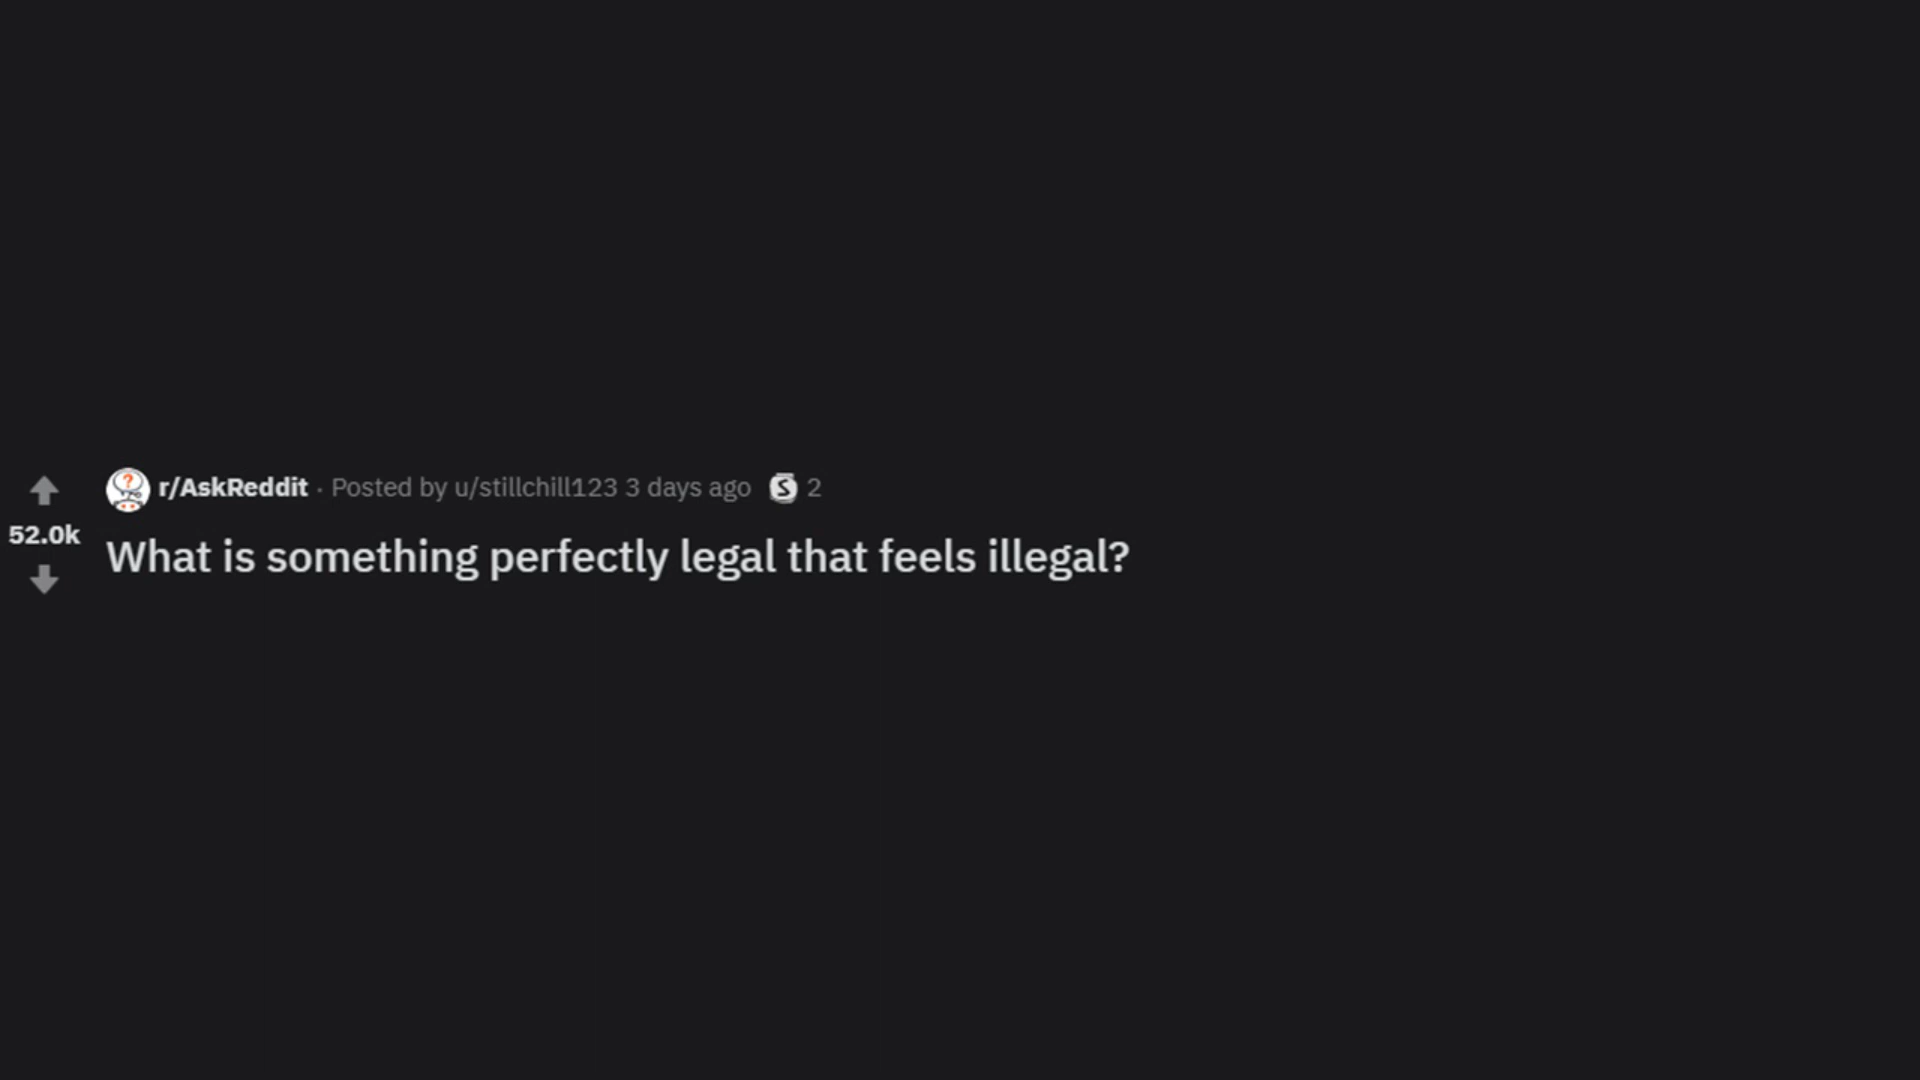 r/AskReddit · Posted by u/stillchill123 3 days ago S 2
52.0k
What is something perfectly legal that feels illegal?